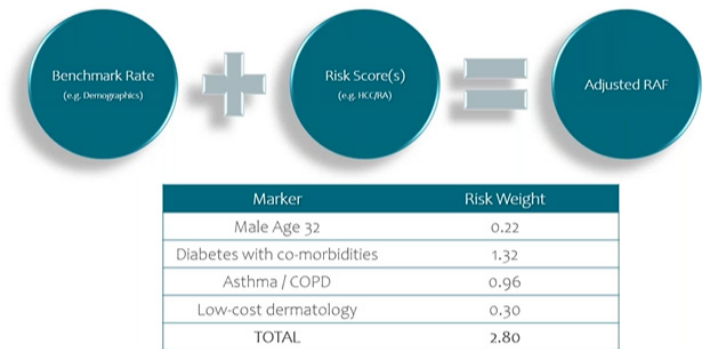 Benchmark Rate
(e.g. Demographics)
Risk Score(s)
(e.g. HCC/RA)
Adjusted RAF
Marker Risk Weight
Male Age 32 0.22
Diabetes with co-morbidities 1.32
Asthma / COPD 0.96
Low-cost dermatology 0.30
TOTAL 2.80